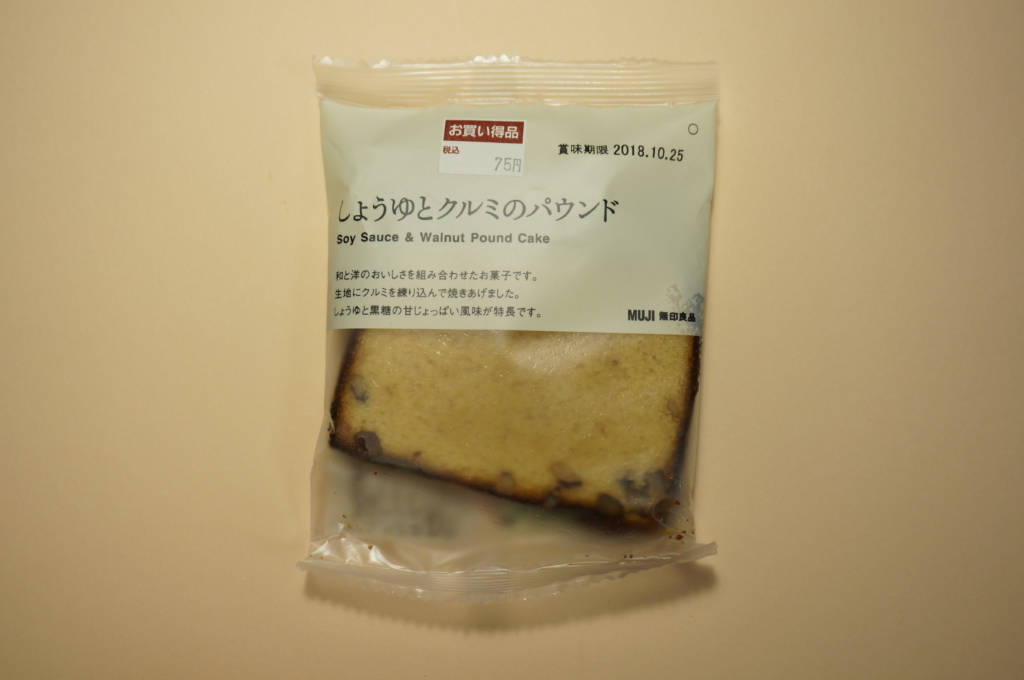 お買い得品
税込
75円
賞味期限 2018.10.25
しょうゆとクルミのパウンド
Soy Sauce & Walnut Pound Cake
和と洋のおいしさを組み合わせたお菓子です。
生地にクルミを練り込んで焼きあげました。
しょうゆと黒糖の甘じょっぱい風味が特長です。
MUJI 無印良品